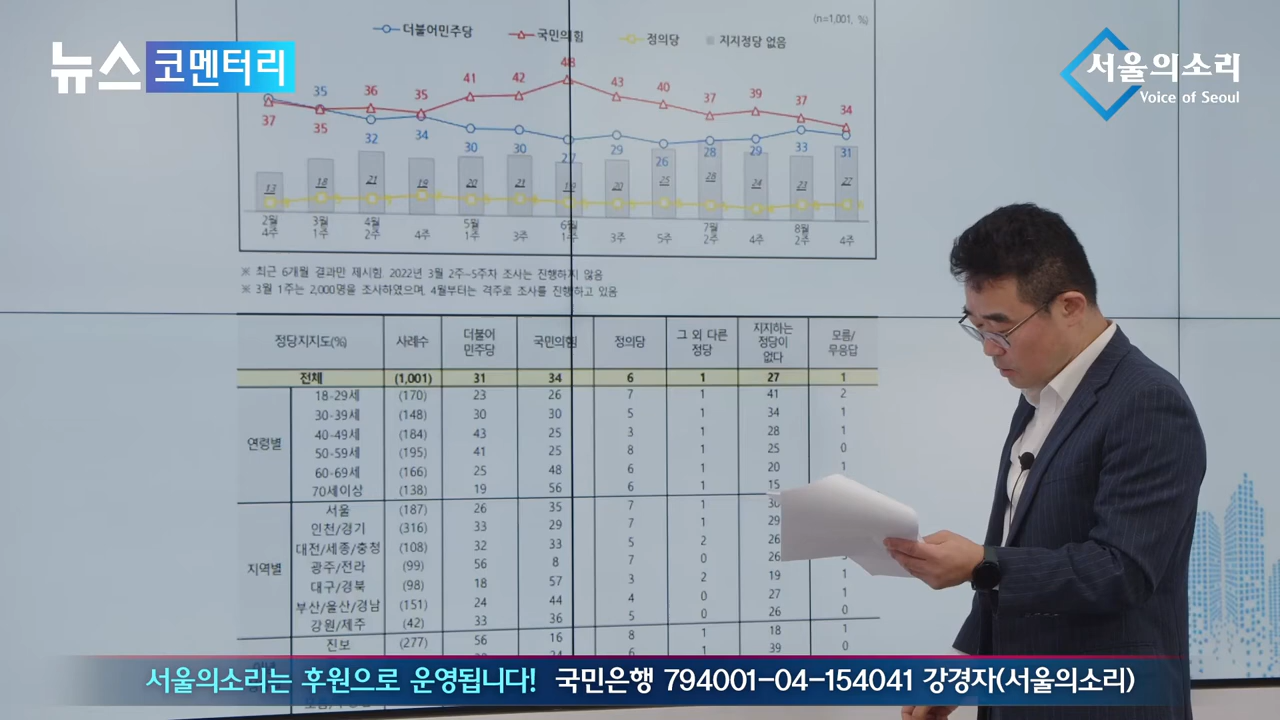 뉴스 코멘터리
서울의소리
Voice of Seoul
(n=1,001, %)
더불어민주당 국민의힘 정의당 지지정당 없음
35 36 35 41 42 48 43 40 37 39 37 34
37 35 32 34 30 30 27 29 26 28 29 33 31
13 18 21 19 20 21 19 20 25 28 24 23 27
2월 3월 4월 5월 6월 7월 8월
4주 1주 2주 4주 1주 3주 1주 3주 5주 2주 4주 2주 4주
※ 최근 6개월 결과만 제시함. 2022년 3월 2주~5주차 조사는 진행하지 않음
※ 3월 1주는 2,000명을 조사하였으며, 4월부터는 격주로 조사를 진행하고 있음
정당지지도(%) 사례수 더불어민주당 국민의힘 정의당 그 외 다른 정당 지지하는 정당이 없다 모름/무응답
전체 (1,001) 31 34 6 1 27 1
연령별
18-29세 (170) 23 26 7 1 41 2
30-39세 (148) 30 30 5 1 34 1
40-49세 (184) 43 25 3 1 28 1
50-59세 (195) 41 25 8 1 25 0
60-69세 (166) 25 48 6 1 20 1
70세이상 (138) 19 56 6 1 15
지역별
서울 (187) 26 35 7 1 30
인천/경기 (316) 33 29 7 1 29
대전/세종/충청 (108) 32 33 5 2 26
광주/전라 (99) 56 8 7 0 26
대구/경북 (98) 18 57 3 2 19 1
부산/울산/경남 (151) 24 44 4 0 27 1
강원/제주 (42) 33 36 5 0 26 0
진보 (277) 56 16 8 1 18 1
6 1 39 0
서울의소리는 후원으로 운영됩니다! 국민은행 794001-04-154041 강경자(서울의소리)